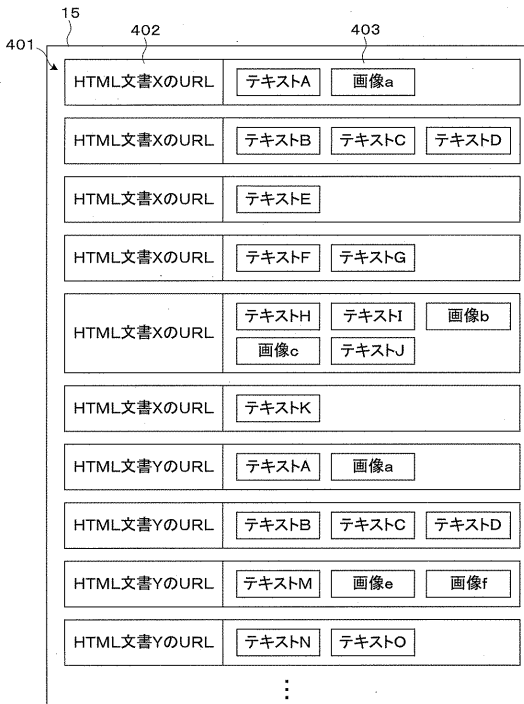 15
402
403
401
HTML文書XのURL テキストA 画像a
HTML文書XのURL テキストB テキストC テキストD
HTML文書XのURL テキストE
HTML文書XのURL テキストF テキストG
テキストH テキストI 画像b
HTML文書XのURL
画像c テキストJ
HTML文書XのURL テキストK
HTML文書YのURL テキストA 画像a
HTML文書YのURL テキストB テキストC テキストD
HTML文書YのURL テキストM 画像e 画像f
HTML文書YのURL テキストN テキストO
⋮